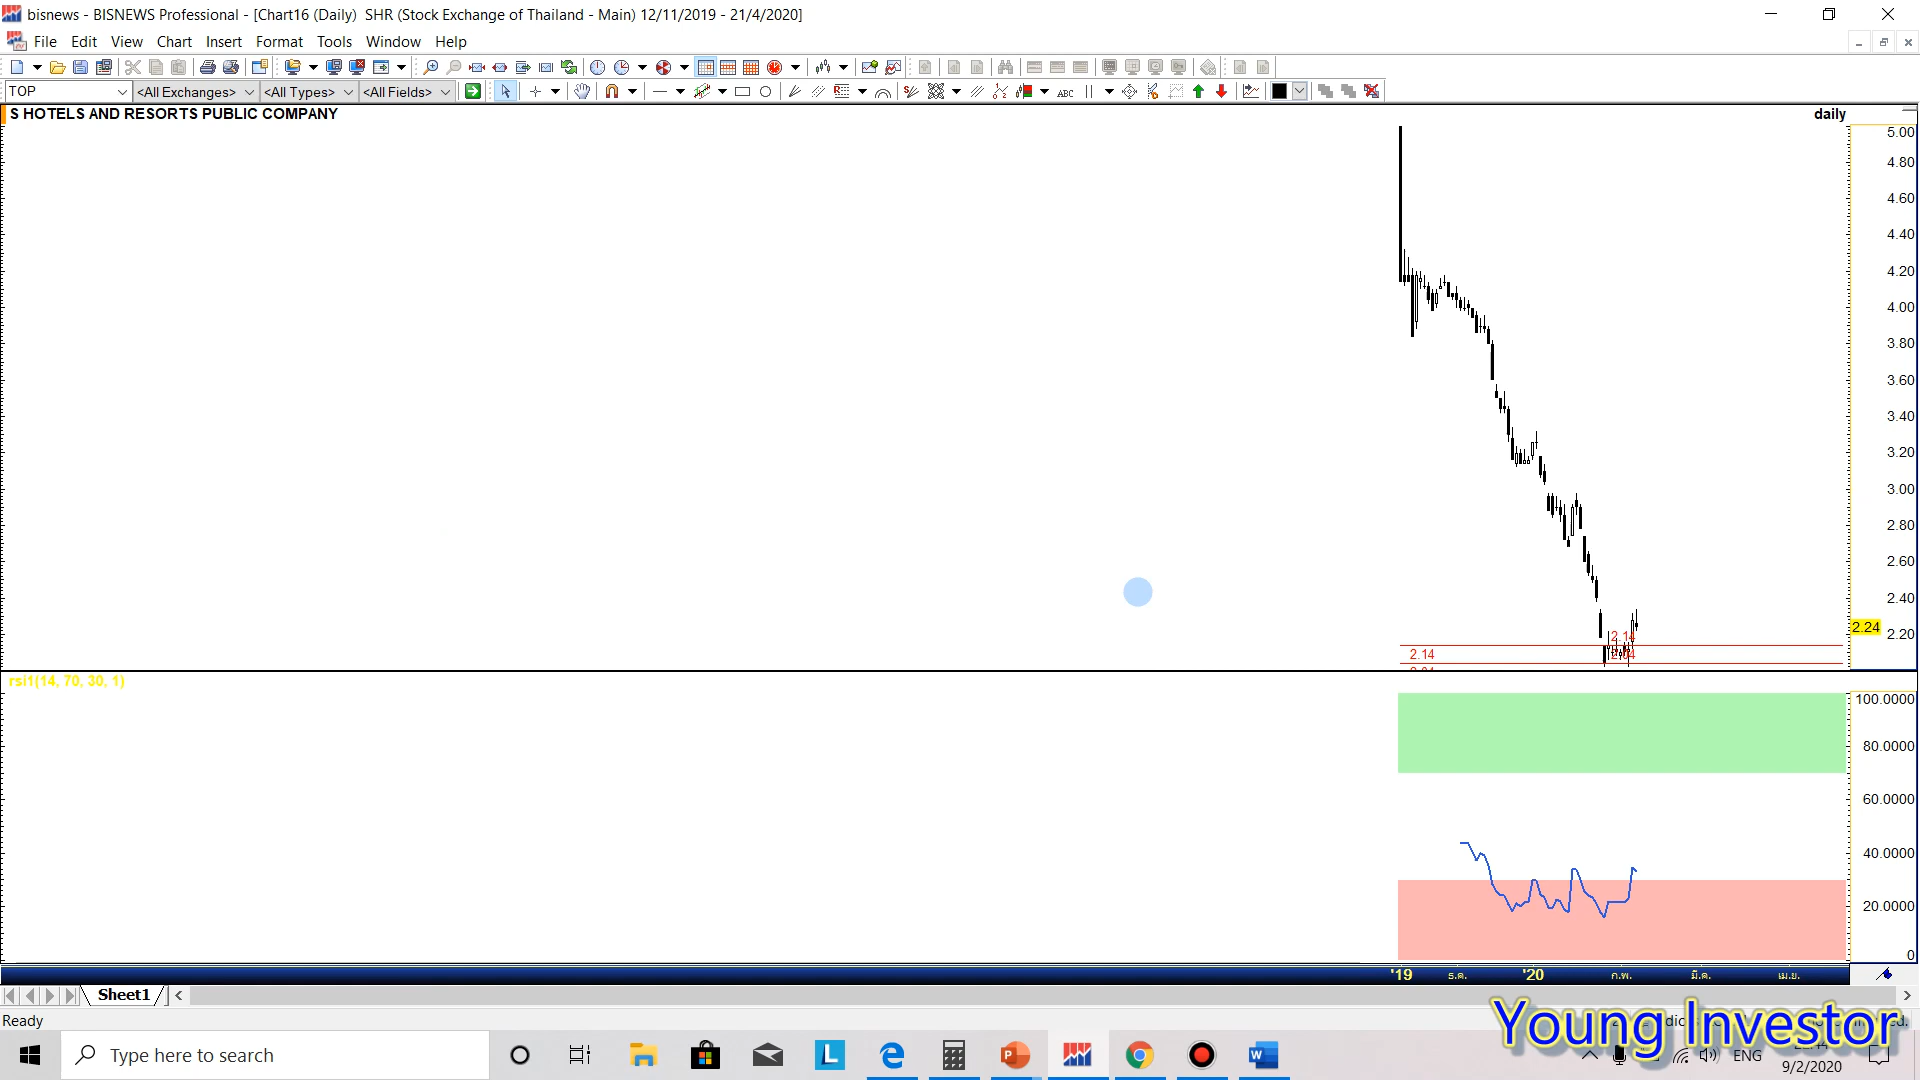 bisnews - BISNEWS Professional - [Chart16 (Daily)  SHR (Stock Exchange of Thailand - Main) 12/11/2019 - 21/4/2020]
File Edit View Chart Insert Format Tools Window Help
TOP <All Exchanges> <All Types> <All Fields>
ABC
S HOTELS AND RESORTS PUBLIC COMPANY
daily
5.00
4.80
4.60
4.40
4.20
4.00
3.80
3.60
3.40
3.20
3.00
2.80
2.60
2.40
2.24
2.20
2.14
2.14
2.04
rsi1(14, 70, 30, 1)
100.0000
80.0000
60.0000
40.0000
20.0000
0
'19 ธ.ค. '20 ก.พ. มี.ค. เม.ย.
Sheet1
Ready
Young Investor
Type here to search
ENG
9/2/2020